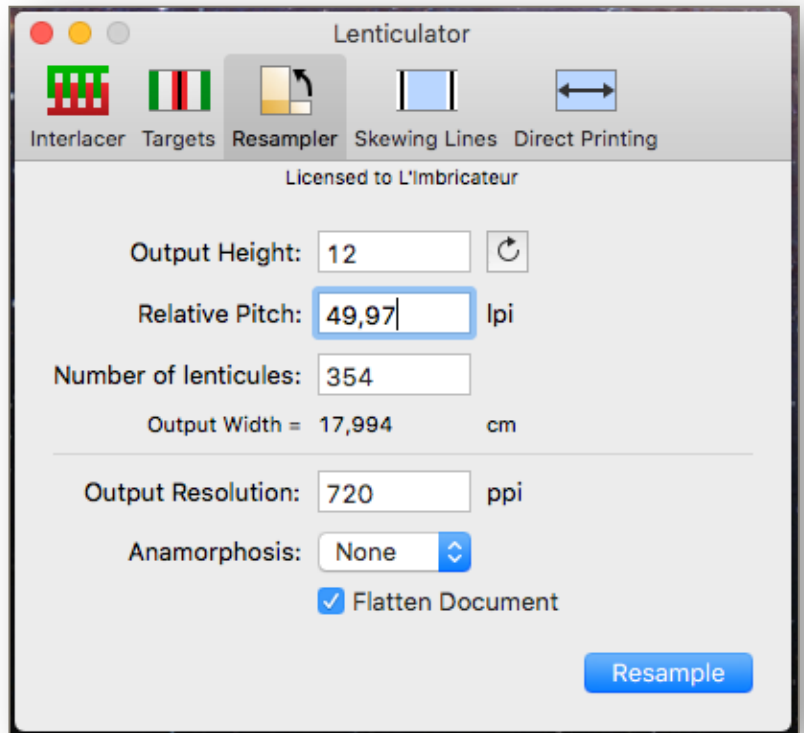 Lenticulator
Interlacer Targets Resampler Skewing Lines Direct Printing
Licensed to L'Imbricateur
Output Height: 12
Relative Pitch: 49,97 lpi
Number of lenticules: 354
Output Width = 17,994 cm
Output Resolution: 720 ppi
Anamorphosis: None
Flatten Document
Resample